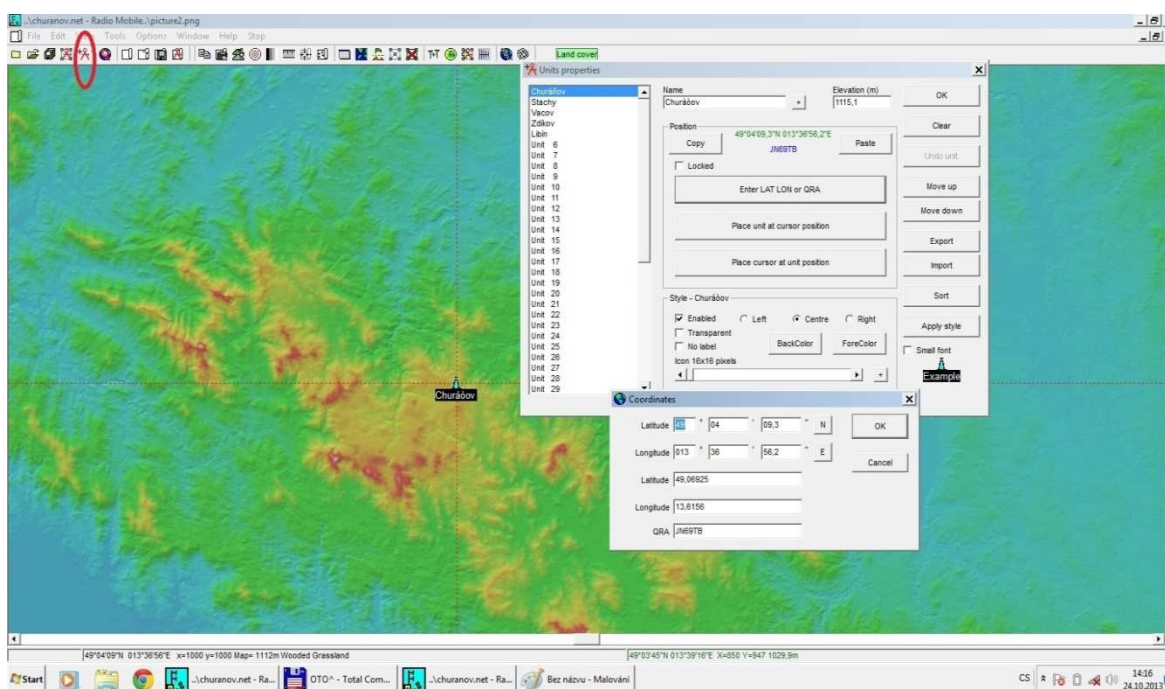 ..\churanov.net - Radio Mobile..\picture2.png
File Edit Tools Options Window Help Stop
Land cover
Units properties
Churáňov
Stachy
Vacov
Zdíkov
Libín
Unit 6
Unit 7
Unit 8
Unit 9
Unit 10
Unit 11
Unit 12
Unit 13
Unit 14
Unit 15
Unit 16
Unit 17
Unit 18
Unit 19
Unit 20
Unit 21
Unit 22
Unit 23
Unit 24
Unit 25
Unit 26
Unit 27
Unit 28
Unit 29
Name
Churáòov
+
Elevation (m)
1115,1
Position
Copy
49°04'09,3"N 013°36'56,2"E
JN69TB
Paste
Locked
Enter LAT LON or QRA
Place unit at cursor position
Place cursor at unit position
Style - Churáòov
Enabled Left Centre Right
Transparent
No label
BackColor
ForeColor
Icon 16x16 pixels
+
OK
Clear
Undo unit
Move up
Move down
Export
Import
Sort
Apply style
Small font
Example
Churáòov
Coordinates
Latitude 49 ° 04 ' 09,3 " N
Longitude 013 ° 36 ' 56,2 " E
Latitude 49,06925
Longitude 13,6156
QRA JN69TB
OK
Cancel
49°04'09"N 013°36'56"E x=1000 y=1000 Map= 1112m Wooded Grassland
49°03'45"N 013°39'16"E X=850 Y=947 1029,9m
Start
..\churanov.net - Ra...
OTO^ - Total Com...
..\churanov.net - Ra...
Bez názvu - Malování
CS
14:16
24.10.2013